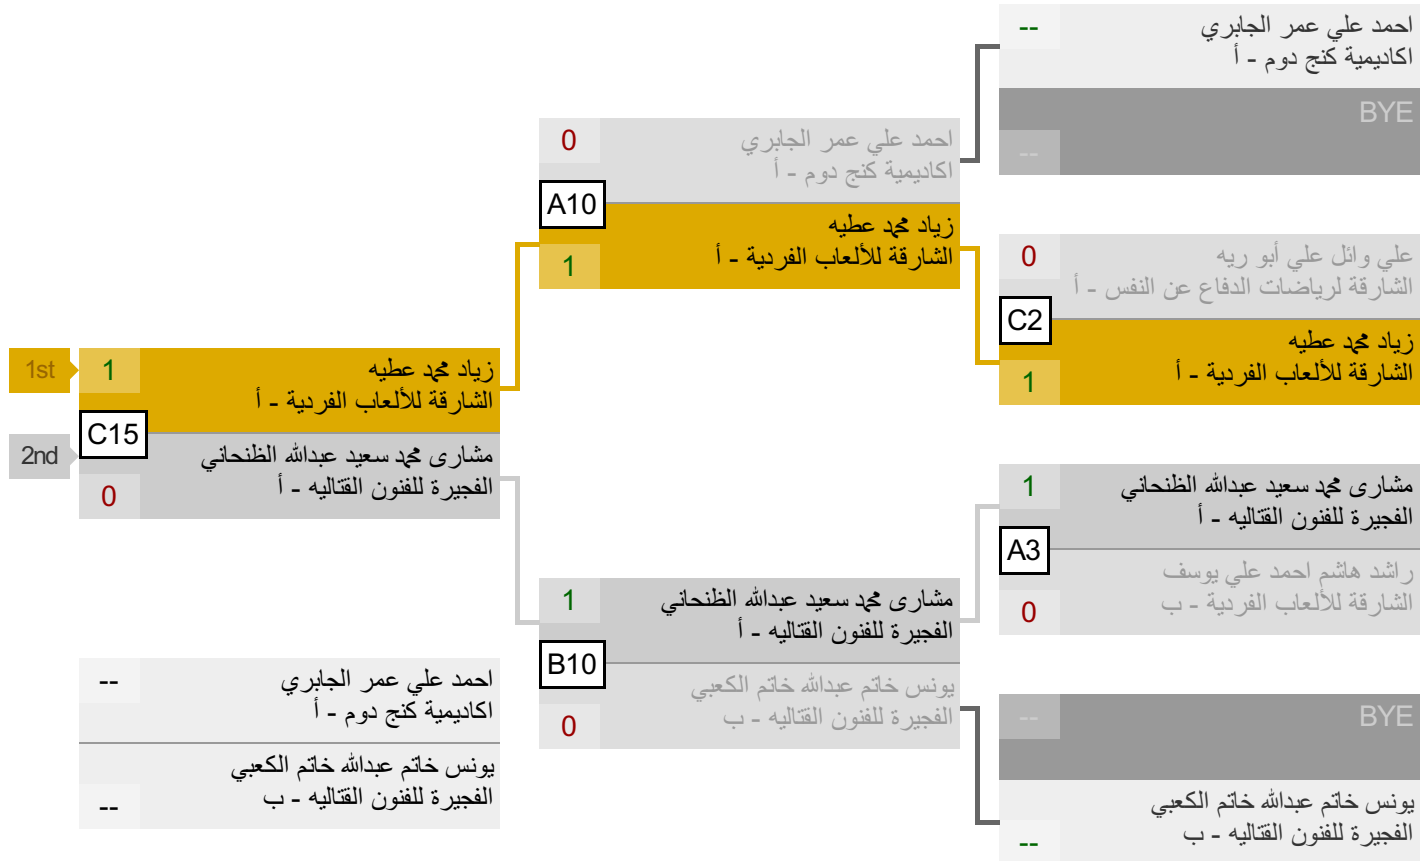 احمد علي عمر الجابري
اكاديمية كنج دوم - أ
--
BYE
--
علي وائل علي أبو ريه
الشارقة لرياضات الدفاع عن النفس - أ
0
C2
زياد محمد عطيه
الشارقة للألعاب الفردية - أ
1
مشارى محمد سعيد عبدالله الظنحاني
الفجيرة للفنون القتاليه - أ
1
A3
راشد هاشم احمد علي يوسف
الشارقة للألعاب الفردية - ب
0
BYE
--
يونس خاتم عبدالله خاتم الكعبي
الفجيرة للفنون القتاليه - ب
--
احمد علي عمر الجابري
اكاديمية كنج دوم - أ
0
A10
زياد محمد عطيه
الشارقة للألعاب الفردية - أ
1
مشارى محمد سعيد عبدالله الظنحاني
الفجيرة للفنون القتاليه - أ
1
B10
يونس خاتم عبدالله خاتم الكعبي
الفجيرة للفنون القتاليه - ب
0
زياد محمد عطيه
الشارقة للألعاب الفردية - أ
1
1st
C15
مشارى محمد سعيد عبدالله الظنحاني
الفجيرة للفنون القتاليه - أ
0
2nd
احمد علي عمر الجابري
اكاديمية كنج دوم - أ
--
يونس خاتم عبدالله خاتم الكعبي
الفجيرة للفنون القتاليه - ب
--